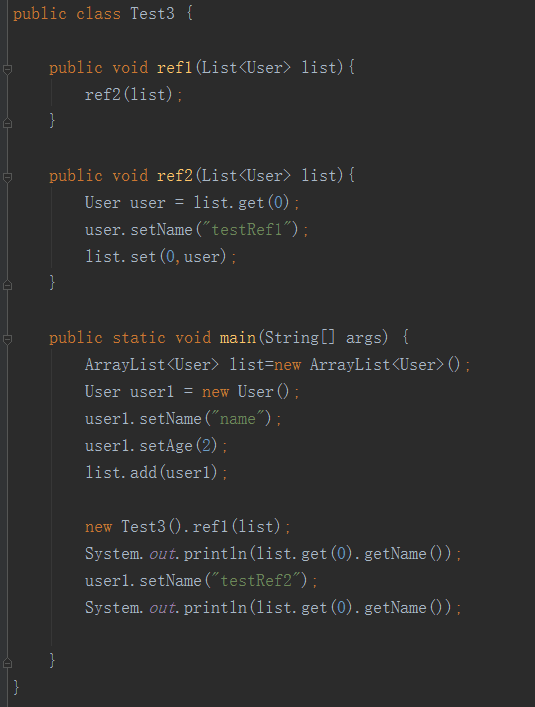 public class Test3 {
public void ref1(List<User> list){
ref2(list);
}
public void ref2(List<User> list){
User user = list.get(0);
user.setName("testRef1");
list.set(0,user);
}
public static void main(String[] args) {
ArrayList<User> list=new ArrayList<User>();
User user1 = new User();
user1.setName("name");
user1.setAge(2);
list.add(user1);
new Test3().ref1(list);
System.out.println(list.get(0).getName());
user1.setName("testRef2");
System.out.println(list.get(0).getName());
}
}